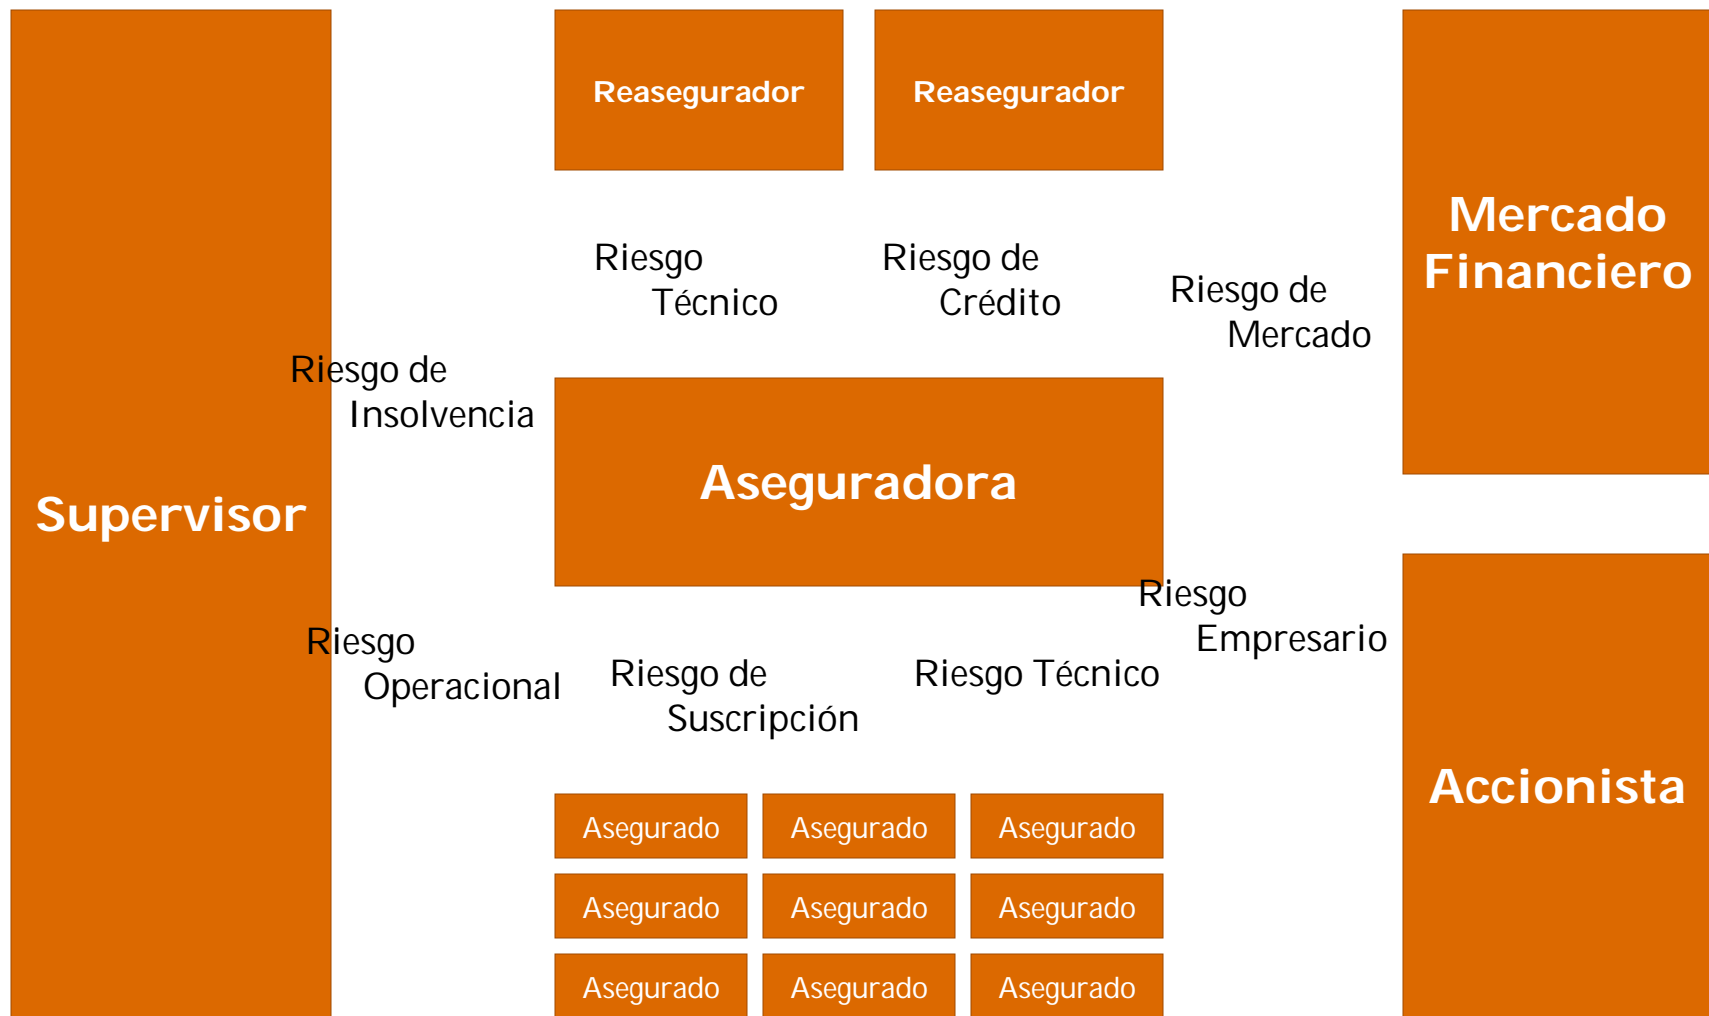 Reasegurador
Reasegurador
Mercado
Financiero
Riesgo
Técnico
Riesgo de
Crédito
Riesgo de
Mercado
Riesgo de
Insolvencia
Aseguradora
Supervisor
Riesgo
Empresario
Riesgo
Operacional
Riesgo de
Suscripción
Riesgo Técnico
Accionista
Asegurado
Asegurado
Asegurado
Asegurado
Asegurado
Asegurado
Asegurado
Asegurado
Asegurado